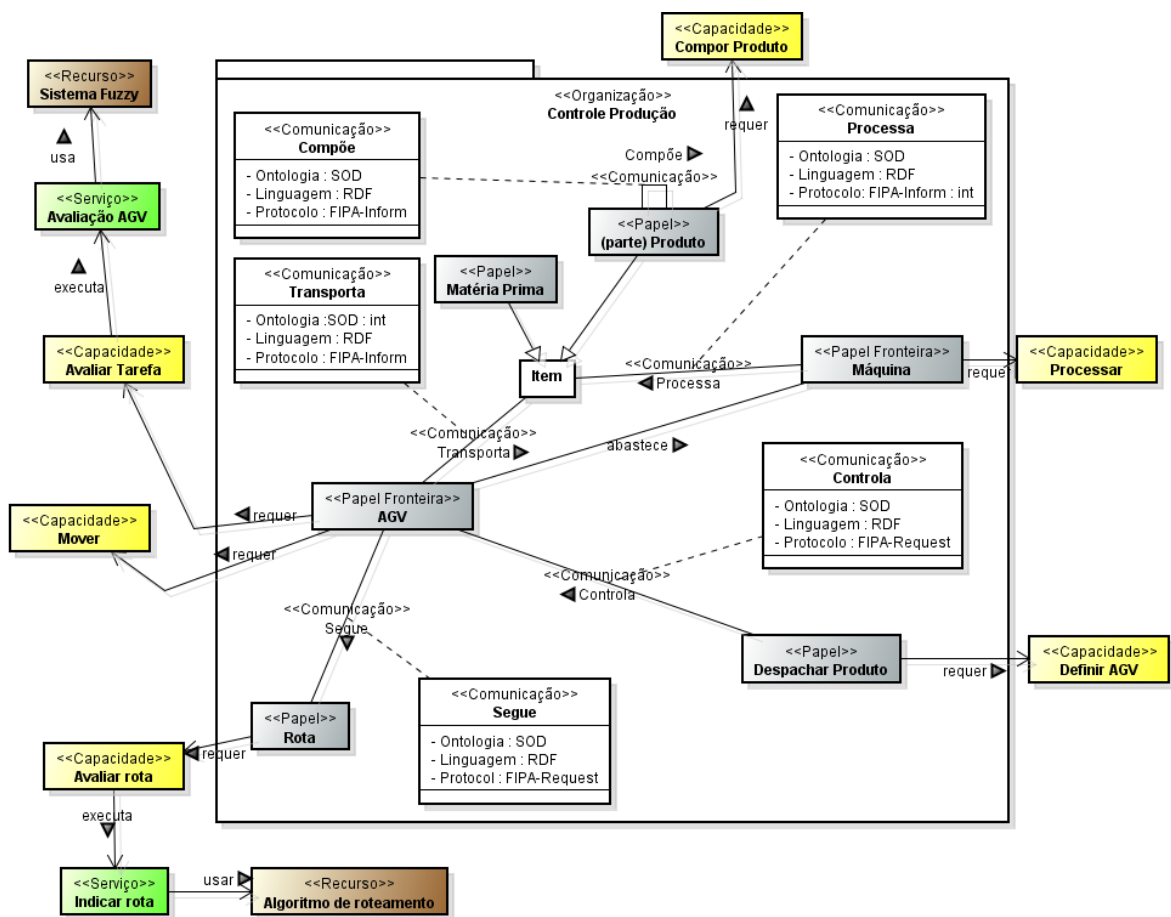 <<Capacidade>>
Compor Produto
<<Recurso>>
Sistema Fuzzy
usa
<<Serviço>>
Avaliação AGV
executa
<<Capacidade>>
Avaliar Tarefa
<<Organização>>
Controle Produção
requer
<<Comunicação>>
Compõe
- Ontologia : SOD
- Linguagem : RDF
- Protocolo : FIPA-Inform
<<Comunicação>>
Processa
- Ontologia : SOD
- Linguagem : RDF
- Protocolo: FIPA-Inform : int
Compõe
<<Comunicação>>
<<Papel>>
(parte) Produto
<<Papel>>
Matéria Prima
<<Comunicação>>
Transporta
- Ontologia :SOD : int
- Linguagem : RDF
- Protocolo : FIPA-Inform
Item
<<Comunicação>>
Processa
<<Papel Fronteira>>
Máquina
requer
<<Capacidade>>
Processar
<<Comunicação>>
Transporta
abastece
<<Comunicação>>
Controla
- Ontologia : SOD
- Linguagem : RDF
- Protocolo : FIPA-Request
<<Papel Fronteira>>
AGV
requer
<<Capacidade>>
Mover
requer
<<Comunicação>>
Controla
<<Comunicação>>
Segue
<<Papel>>
Despachar Produto
requer
<<Capacidade>>
Definir AGV
<<Comunicação>>
Segue
- Ontologia : SOD
- Linguagem : RDF
- Protocol : FIPA-Request
<<Papel>>
Rota
requer
<<Capacidade>>
Avaliar rota
executa
<<Serviço>>
Indicar rota
usar
<<Recurso>>
Algoritmo de roteamento